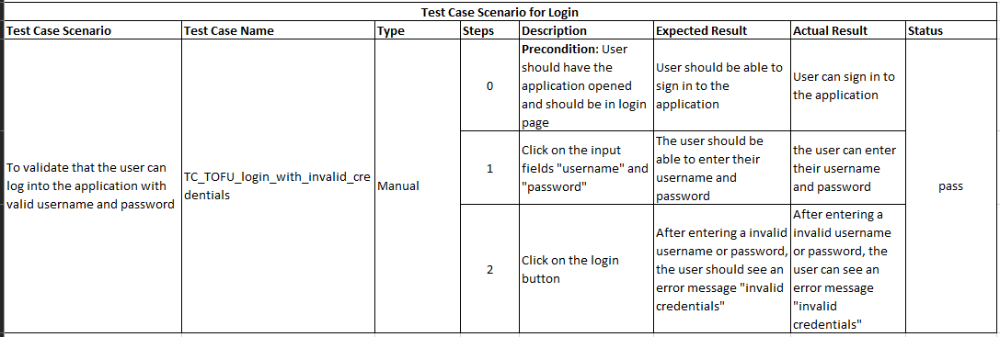 Test Case Scenario for Login
Test Case Scenario
Test Case Name
Type
Steps
Description
Expected Result
Actual Result
Status
To validate that the user can
log into the application with
valid username and password
TC_TOFU_login_with_invalid_cre
dentials
Manual
0
Precondition: User
should have the
application opened
and should be in login
page
User should be able to
sign in to the
application
User can sign in to
the application
1
Click on the input
fields "username" and
"password"
The user should be
able to enter their
username and
password
the user can enter
their username
and password
2
Click on the login
button
After entering a invalid
username or password,
the user should see an
error message "invalid
credentials"
After entering a
invalid username
or password, the
user can see an
error message
"invalid
credentials"
pass